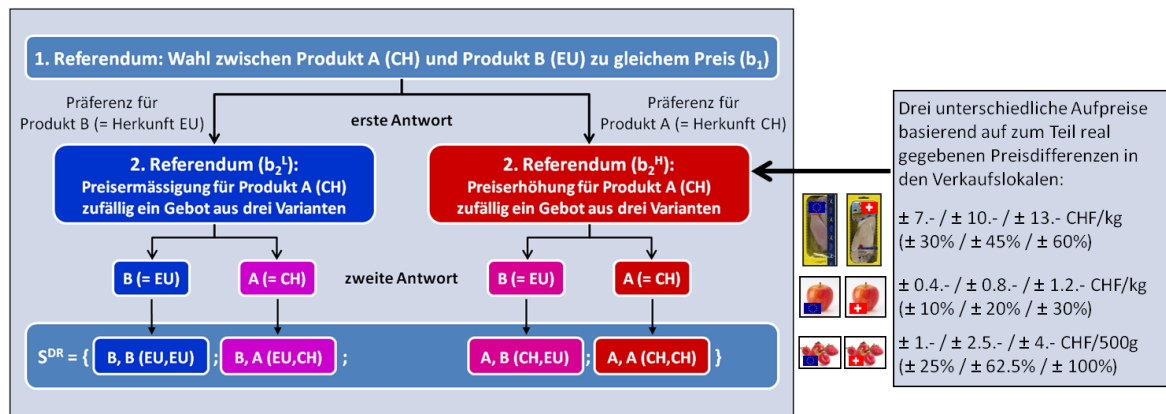 1. Referendum: Wahl zwischen Produkt A (CH) und Produkt B (EU) zu gleichem Preis (b₁)
Präferenz für
Produkt B (= Herkunft EU)
erste Antwort
Präferenz für
Produkt A (= Herkunft CH)
2. Referendum (b₂ᴸ):
Preisermässigung für Produkt A (CH)
zufällig ein Gebot aus drei Varianten
2. Referendum (b₂ᴴ):
Preiserhöhung für Produkt A (CH)
zufällig ein Gebot aus drei Varianten
B (= EU)
A (= CH)
zweite Antwort
B (= EU)
A (= CH)
Sᴰᴿ = { B, B (EU,EU) ; B, A (EU,CH) ; A, B (CH,EU) ; A, A (CH,CH) }
Drei unterschiedliche Aufpreise
basierend auf zum Teil real
gegebenen Preisdifferenzen in
den Verkaufslokalen:
± 7.- / ± 10.- / ± 13.- CHF/kg
(± 30% / ± 45% / ± 60%)
± 0.4.- / ± 0.8.- / ± 1.2.- CHF/kg
(± 10% / ± 20% / ± 30%)
± 1.- / ± 2.5.- / ± 4.- CHF/500g
(± 25% / ± 62.5% / ± 100%)